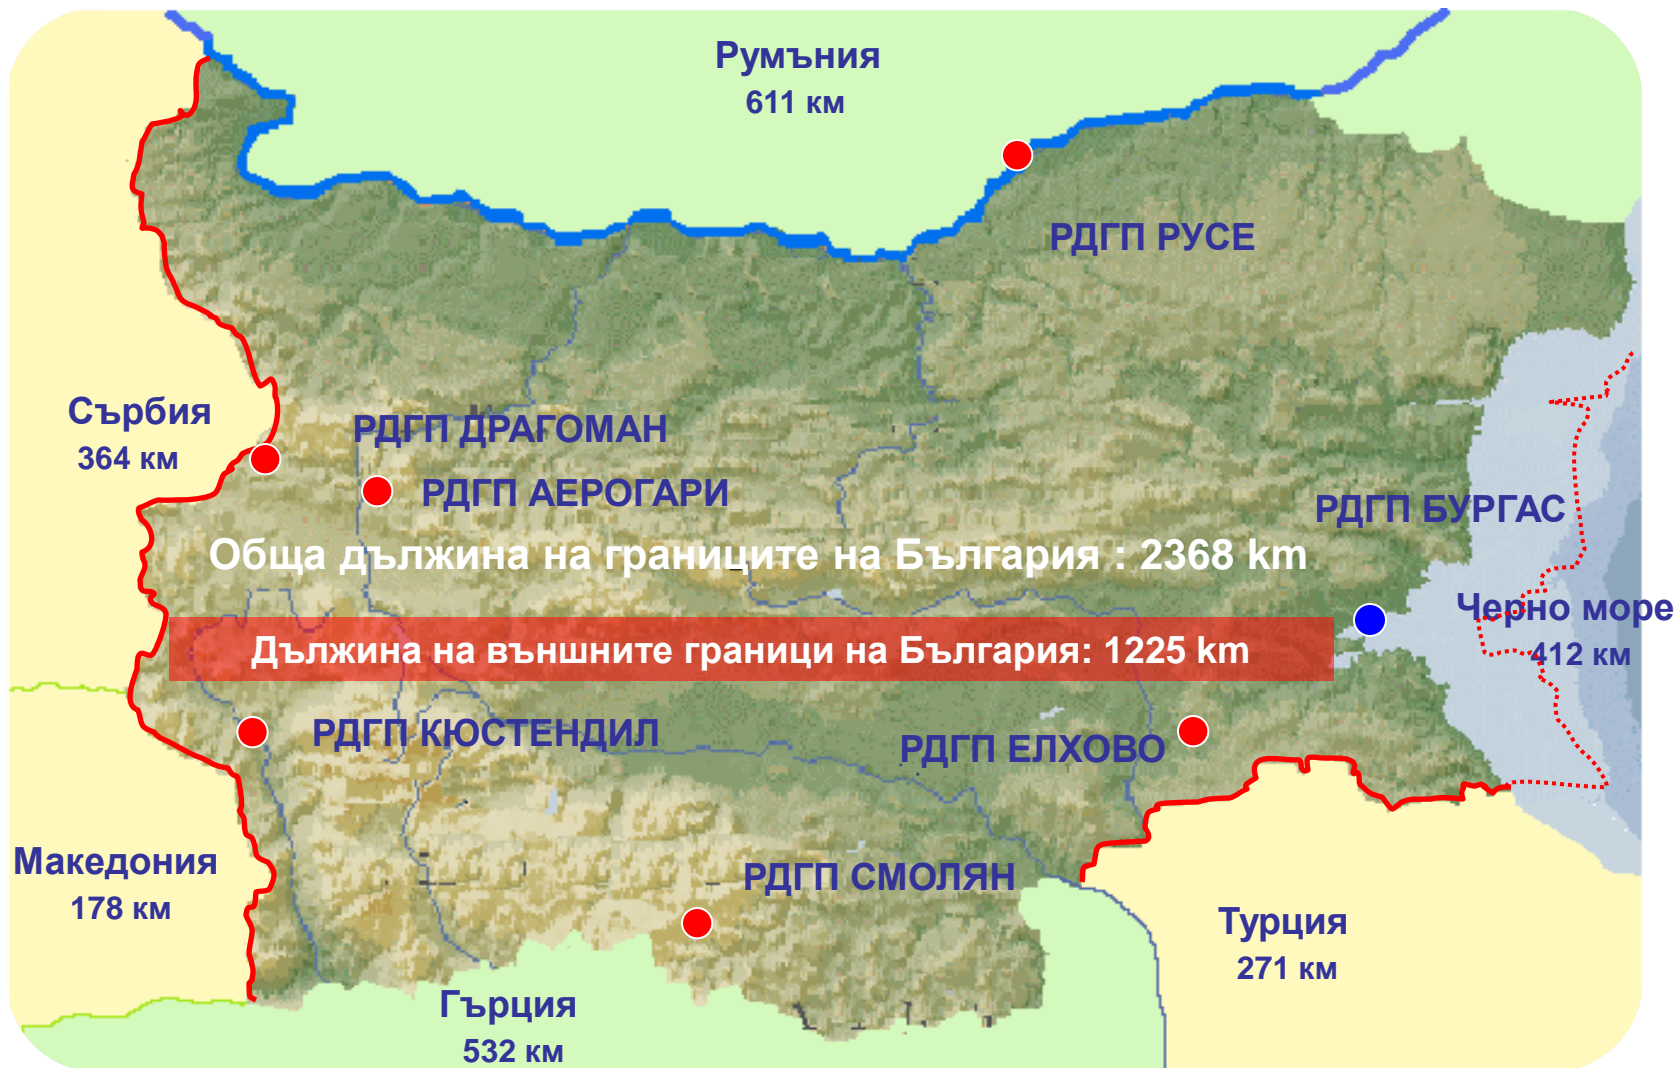 Румъния
611 км
РДГП РУСЕ
Сърбия
364 км
РДГП ДРАГОМАН
РДГП АЕРОГАРИ
РДГП БУРГАС
Обща дължина на границите на България : 2368 km
Черно море
412 км
Дължина на външните граници на България: 1225 km
РДГП КЮСТЕНДИЛ
РДГП ЕЛХОВО
Македония
178 км
РДГП СМОЛЯН
Турция
271 км
Гърция
532 км